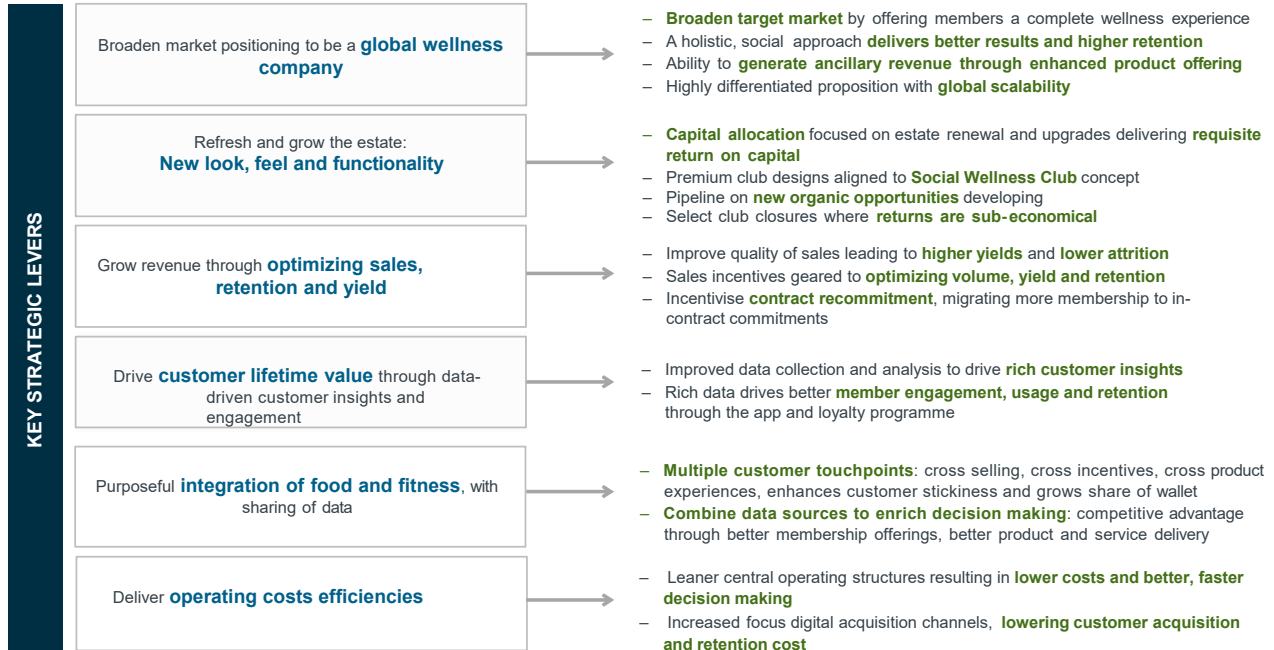 KEY STRATEGIC LEVERS
Broaden market positioning to be a global wellness
company
– Broaden target market by offering members a complete wellness experience
– A holistic, social approach delivers better results and higher retention
– Ability to generate ancillary revenue through enhanced product offering
– Highly differentiated proposition with global scalability
Refresh and grow the estate:
New look, feel and functionality
– Capital allocation focused on estate renewal and upgrades delivering requisite
return on capital
– Premium club designs aligned to Social Wellness Club concept
– Pipeline on new organic opportunities developing
– Select club closures where returns are sub-economical
Grow revenue through optimizing sales,
retention and yield
– Improve quality of sales leading to higher yields and lower attrition
– Sales incentives geared to optimizing volume, yield and retention
– Incentivise contract recommitment, migrating more membership to in-
contract commitments
Drive customer lifetime value through data-
driven customer insights and
engagement
– Improved data collection and analysis to drive rich customer insights
– Rich data drives better member engagement, usage and retention
through the app and loyalty programme
Purposeful integration of food and fitness, with
sharing of data
– Multiple customer touchpoints: cross selling, cross incentives, cross product
experiences, enhances customer stickiness and grows share of wallet
– Combine data sources to enrich decision making: competitive advantage
through better membership offerings, better product and service delivery
Deliver operating costs efficiencies
– Leaner central operating structures resulting in lower costs and better, faster
decision making
– Increased focus digital acquisition channels, lowering customer acquisition
and retention cost